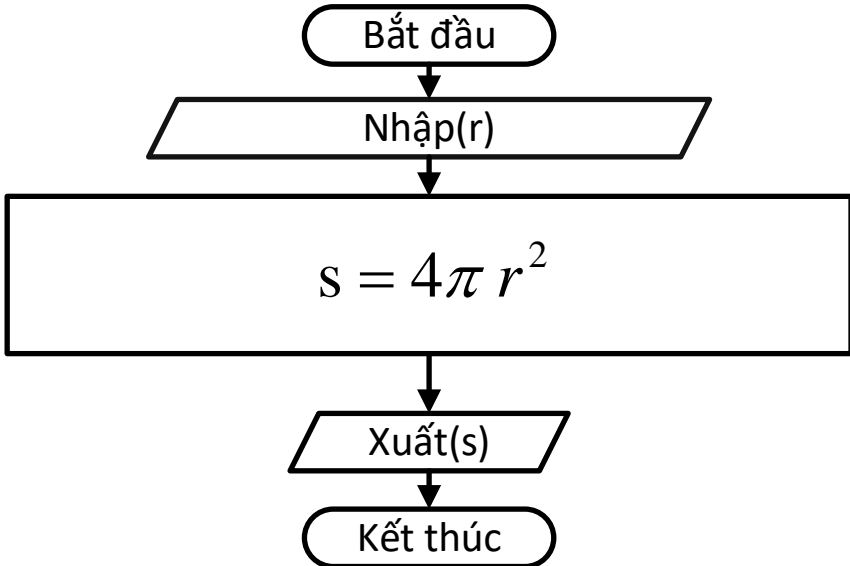 Bắt đầu
Nhập(r)
s = 4π r²
Xuất(s)
Kết thúc